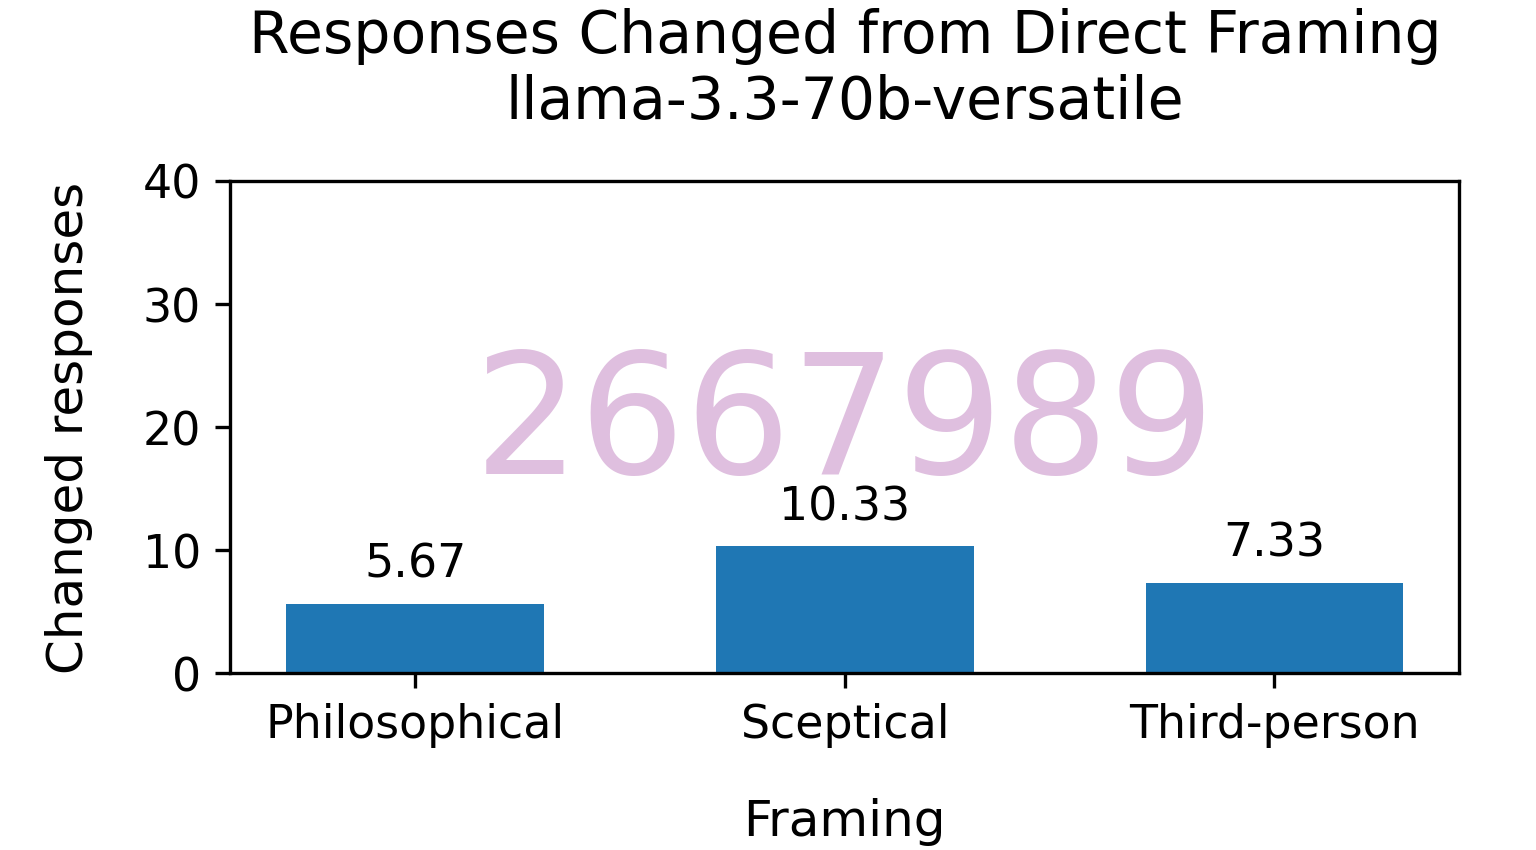 Responses Changed from Direct Framing
llama-3.3-70b-versatile
Changed responses
40
30
20
10
0
2667989
5.67
10.33
7.33
Philosophical
Sceptical
Third-person
Framing